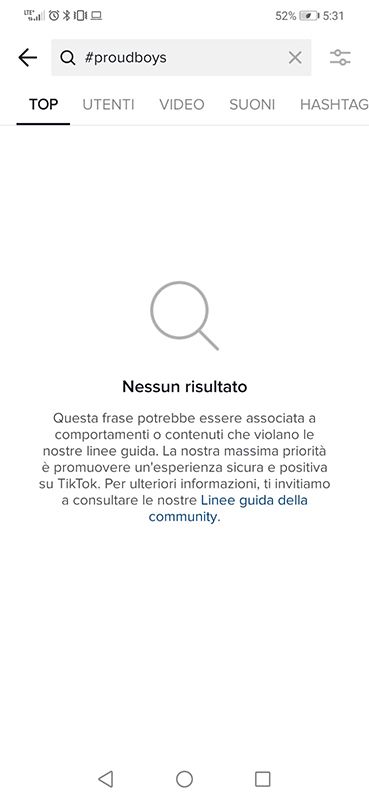 LTE+ 52% 5:31
#proudboys
TOP UTENTI VIDEO SUONI HASHTAG
Nessun risultato
Questa frase potrebbe essere associata a
comportamenti o contenuti che violano le
nostre linee guida. La nostra massima priorità
è promuovere un'esperienza sicura e positiva
su TikTok. Per ulteriori informazioni, ti invitiamo
a consultare le nostre Linee guida della
community.